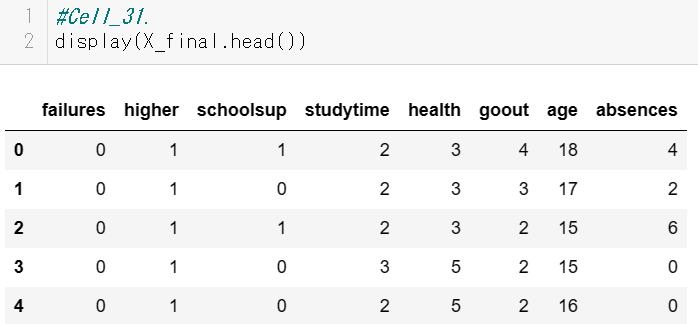 1 #Cell_31.
2 display(X_final.head())
failures higher schoolsup studytime health goout age absences
0 0 1 1 2 3 4 18 4
1 0 1 0 2 3 3 17 2
2 0 1 1 2 3 2 15 6
3 0 1 0 3 5 2 15 0
4 0 1 0 2 5 2 16 0